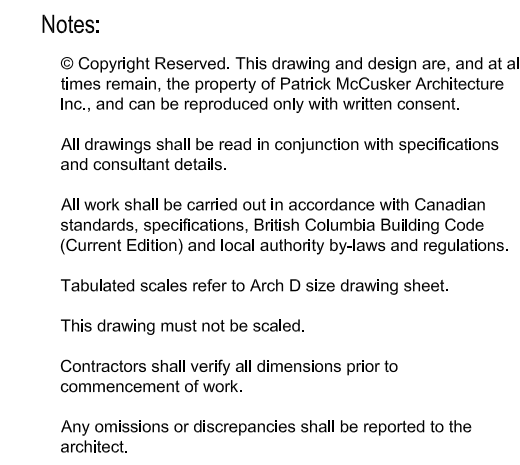 Notes:
© Copyright Reserved. This drawing and design are, and at al
times remain, the property of Patrick McCusker Architecture
Inc., and can be reproduced only with written consent.
All drawings shall be read in conjunction with specifications
and consultant details.
All work shall be carried out in accordance with Canadian
standards, specifications, British Columbia Building Code
(Current Edition) and local authority by-laws and regulations.
Tabulated scales refer to Arch D size drawing sheet.
This drawing must not be scaled.
Contractors shall verify all dimensions prior to
commencement of work.
Any omissions or discrepancies shall be reported to the
architect.